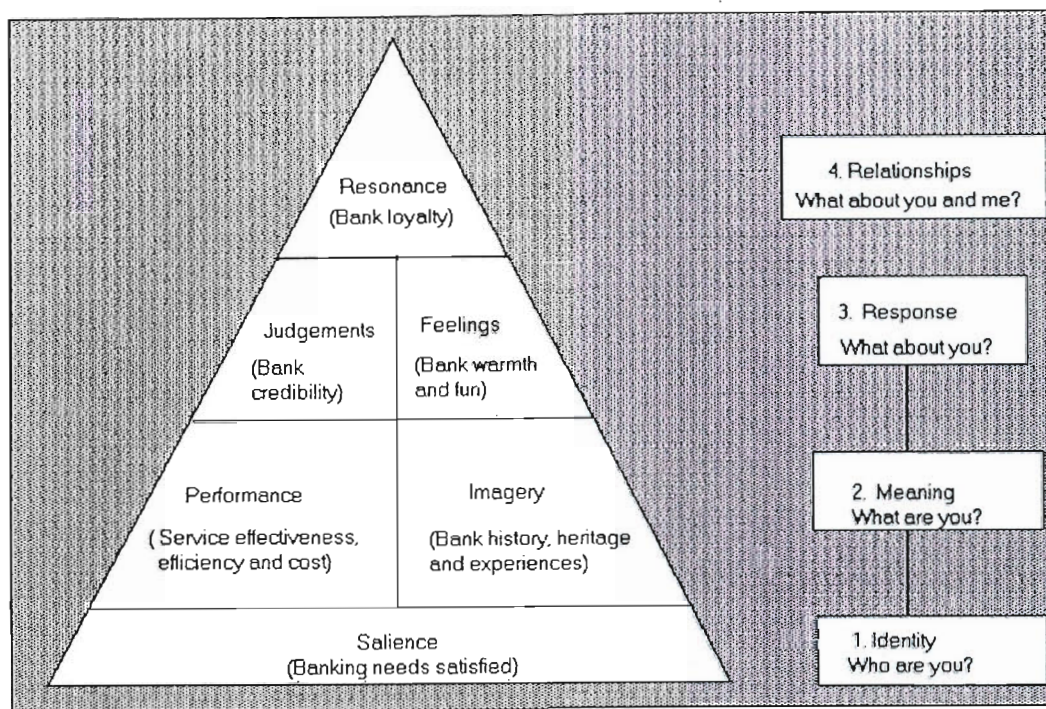 Resonance
(Bank loyalty)
Judgements
(Bank
credibility)
Feelings
(Bank warmth
and fun)
Performance
( Service effectiveness,
efficiency and cost)
Imagery
(Bank history, heritage
and experiences)
Salience
(Banking needs satisfied)
4. Relationships
What about you and me?
3. Response
What about you?
2. Meaning
What are you?
1. Identity
Who are you?